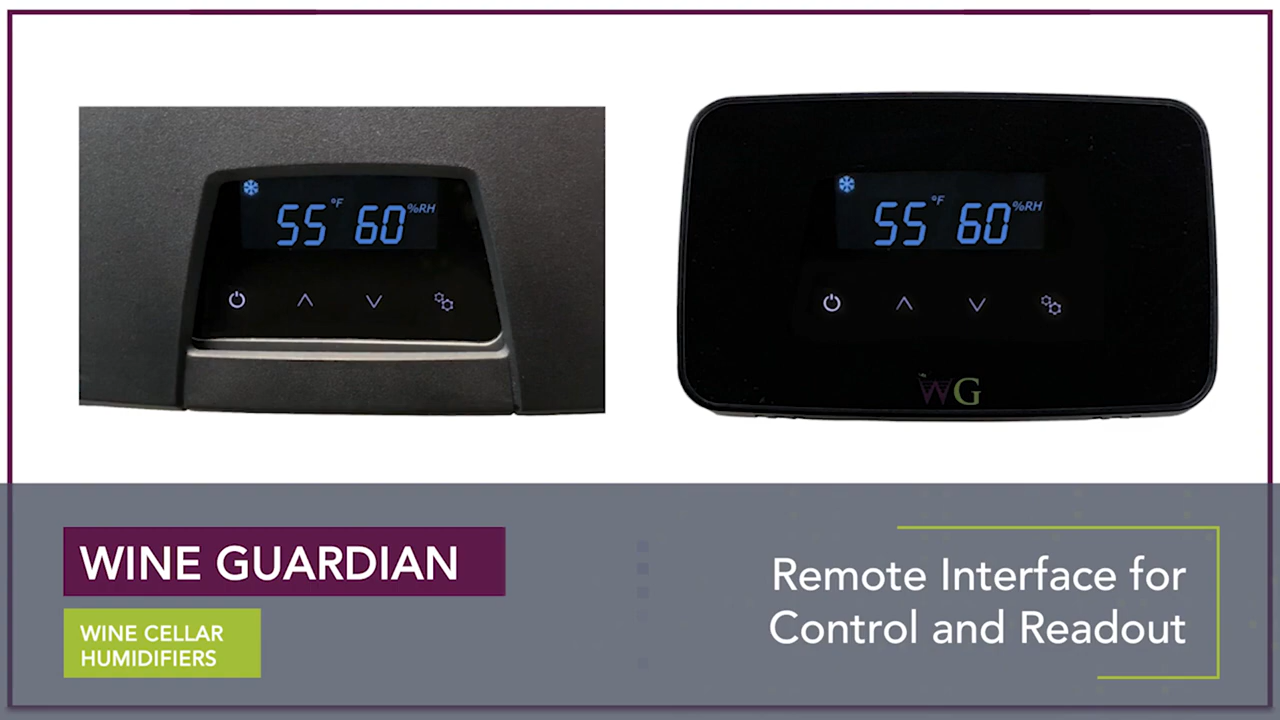 55 °F 60 %RH
55 °F 60 %RH
WG
WINE GUARDIAN
WINE CELLAR
HUMIDIFIERS
Remote Interface for
Control and Readout